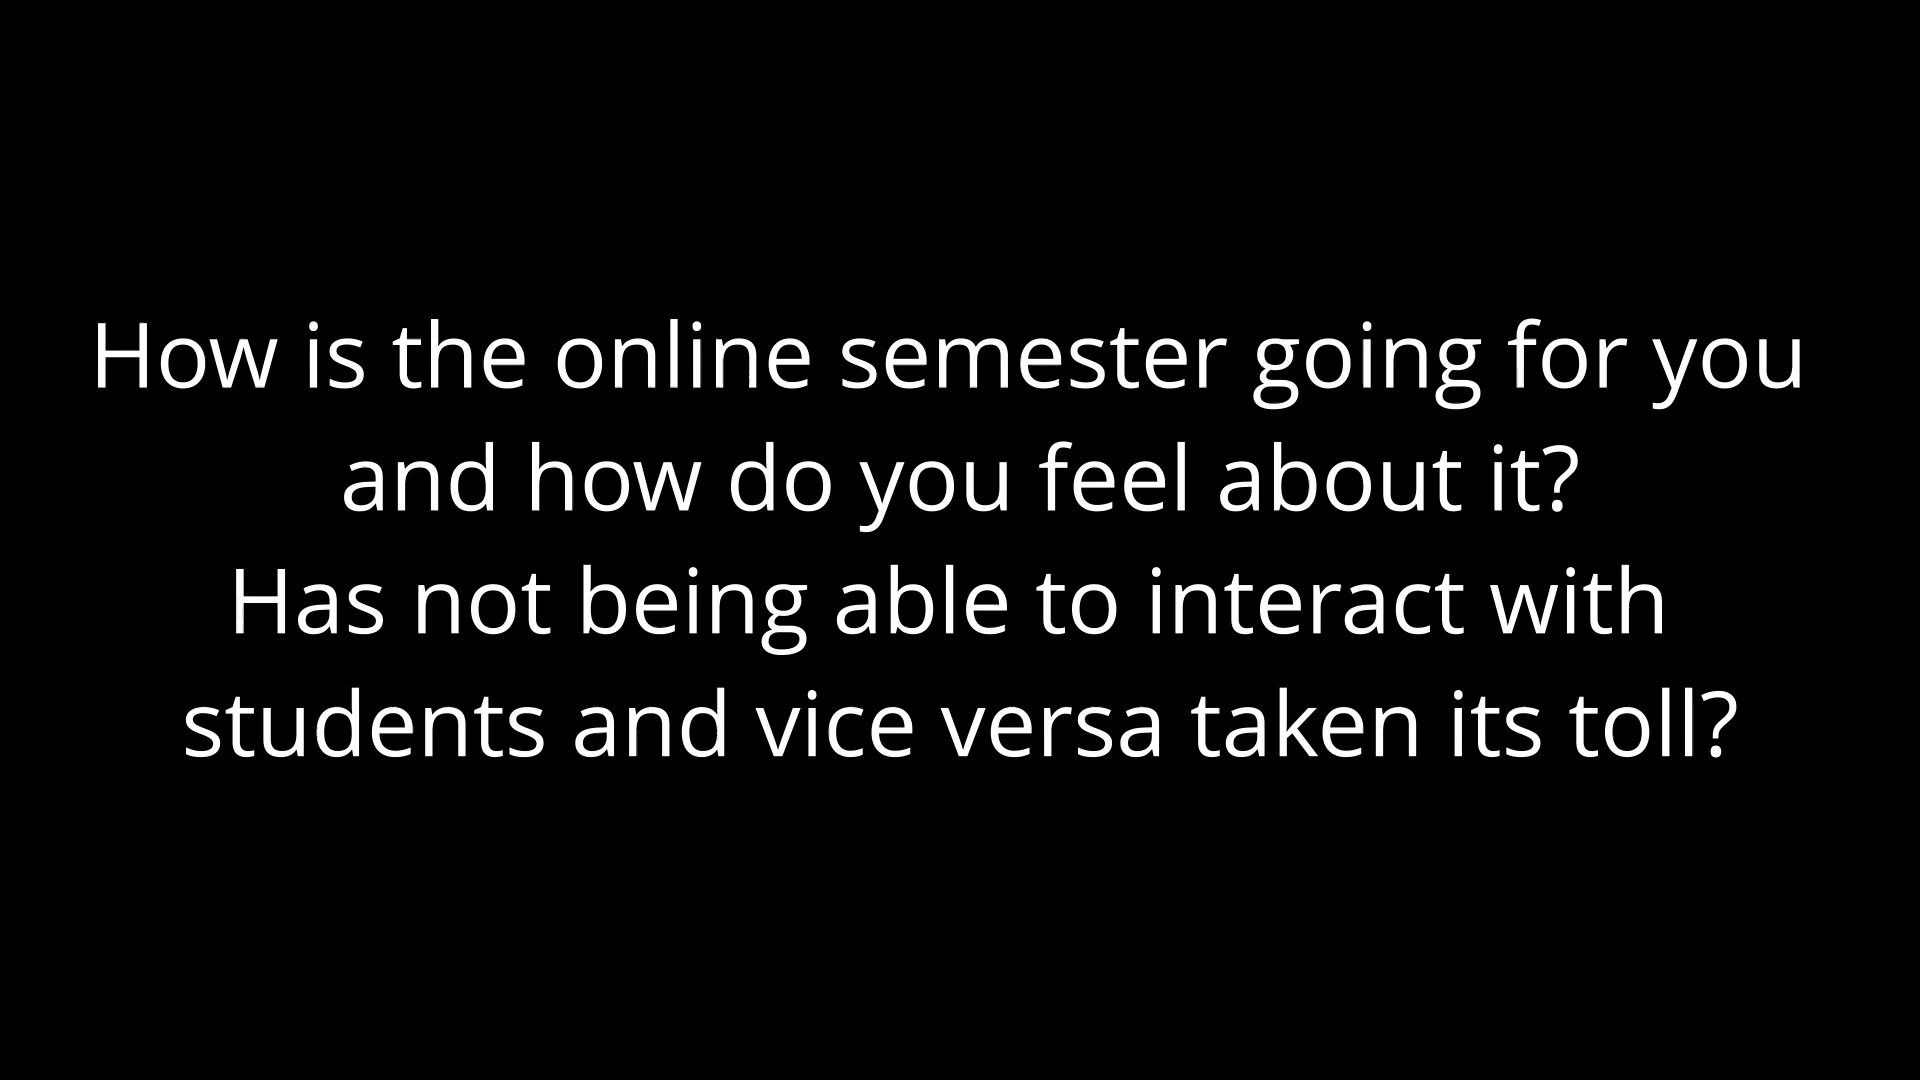 How is the online semester going for you
and how do you feel about it?
Has not being able to interact with
students and vice versa taken its toll?